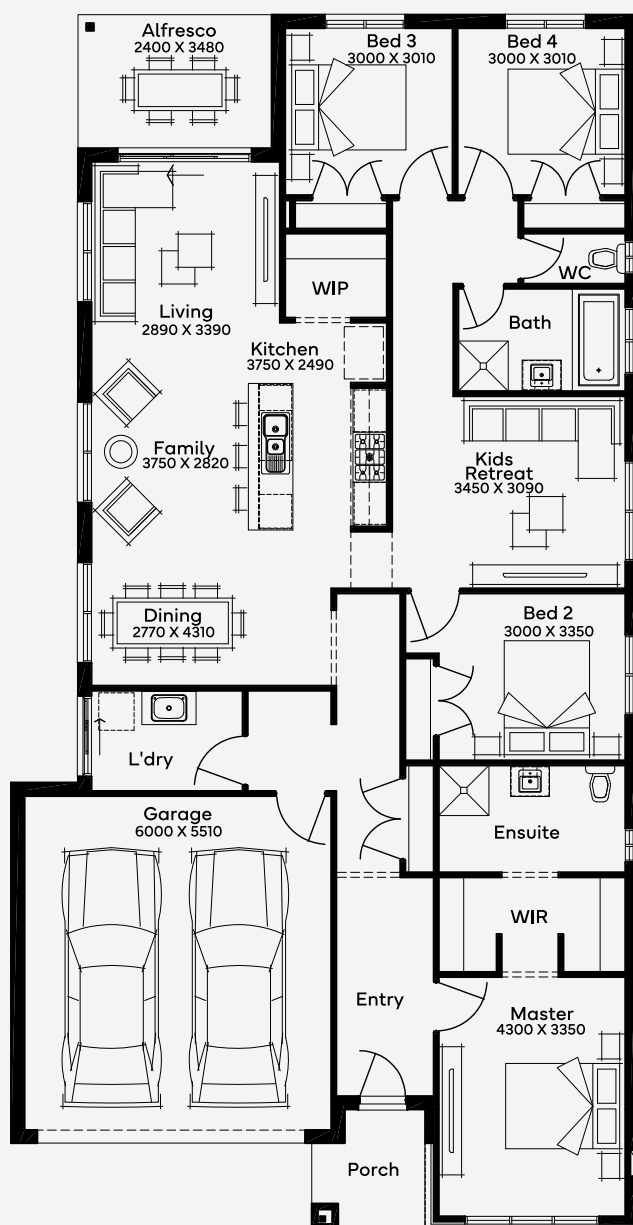 Alfresco
2400 X 3480
Bed 3
3000 X 3010
Bed 4
3000 X 3010
WC
WIP
Living
2890 X 3390
Bath
Kitchen
3750 X 2490
Family
3750 X 2820
Kids
Retreat
3450 X 3090
Dining
2770 X 4310
Bed 2
3000 X 3350
L'dry
Garage
6000 X 5510
Ensuite
WIR
Entry
Master
4300 X 3350
Porch